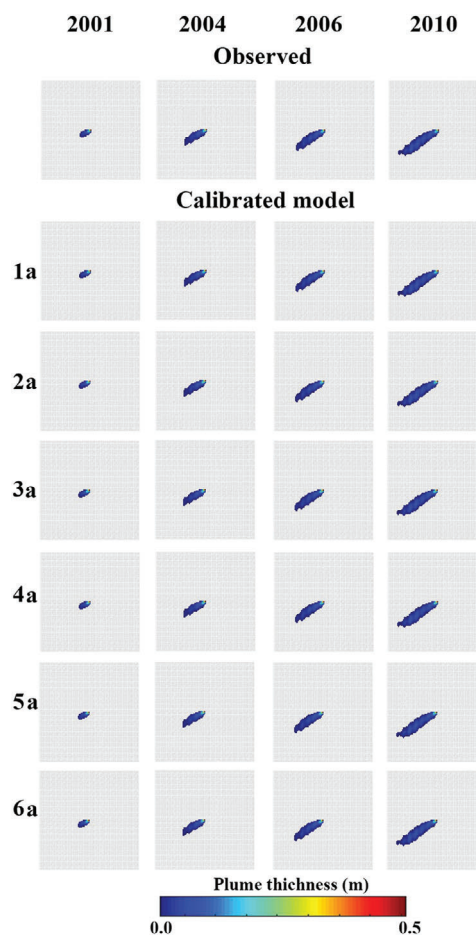 2001 2004 2006 2010
Observed
Calibrated model
1a
2a
3a
4a
5a
6a
Plume thichness (m)
0.0 0.5